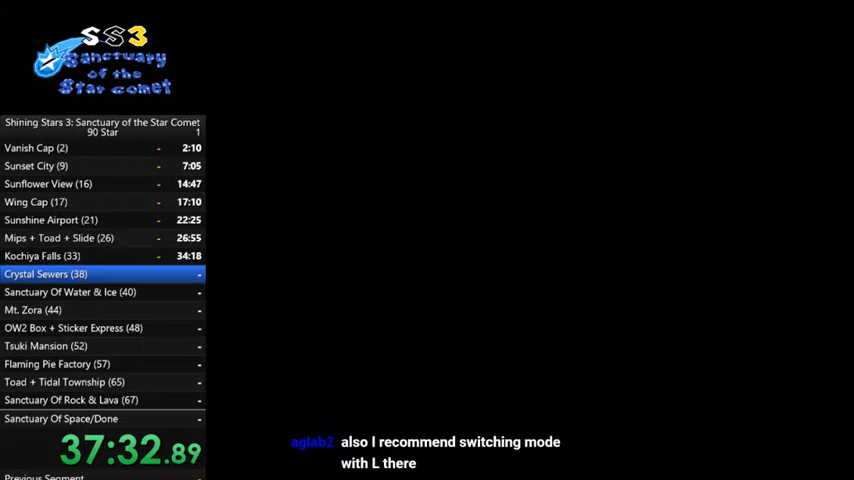 SS3
Sanctuary
of the
Star Comet
Shining Stars 3: Sanctuary of the Star Comet
90 Star 1
Vanish Cap (2) - 2:10
Sunset City (9) - 7:05
Sunflower View (16) - 14:47
Wing Cap (17) - 17:10
Sunshine Airport (21) - 22:25
Mips + Toad + Slide (26) - 26:55
Kochiya Falls (33) - 34:18
Crystal Sewers (38) -
Sanctuary Of Water & Ice (40) -
Mt. Zora (44) -
OW2 Box + Sticker Express (48) -
Tsuki Mansion (52) -
Flaming Pie Factory (57) -
Toad + Tidal Township (65) -
Sanctuary Of Rock & Lava (67) -
Sanctuary Of Space/Done -
37:32.89
Previous Segment -
aglab2 also I recommend switching mode
with L there